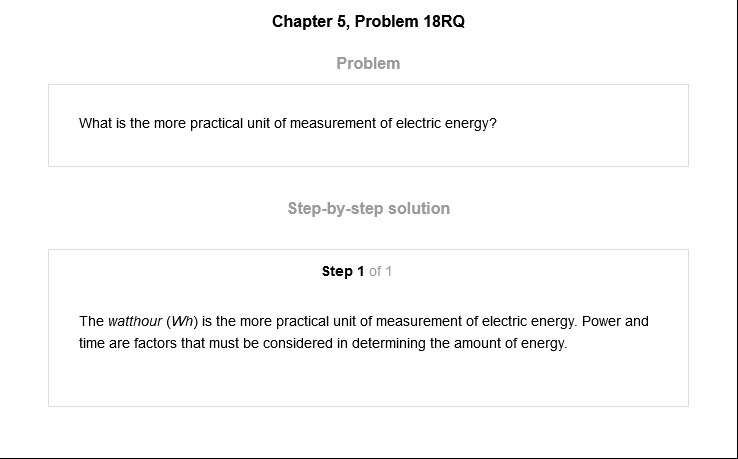 Chapter 5, Problem 18RQ
Problem
What is the more practical unit of measurement of electric energy?
Step-by-step solution
Step 1 of 1
The watthour (Wh) is the more practical unit of measurement of electric energy. Power and
time are factors that must be considered in determining the amount of energy.